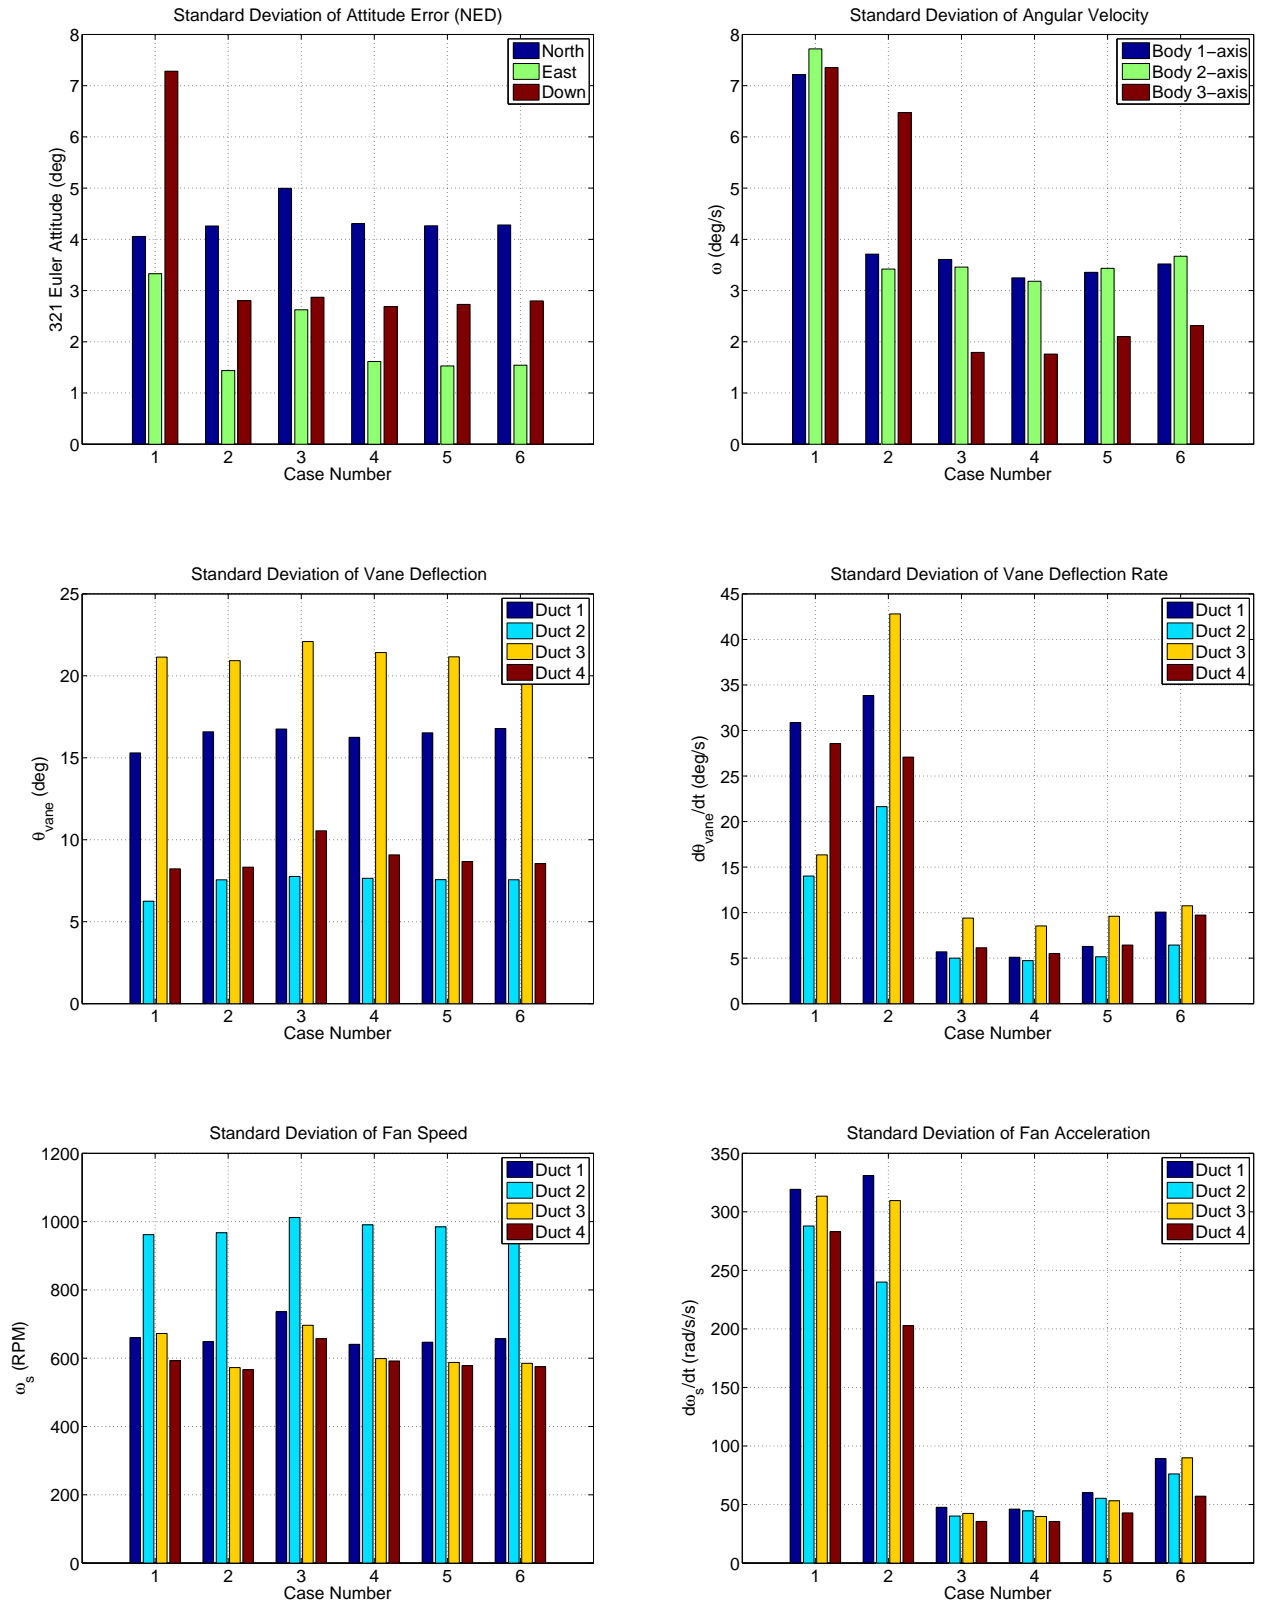 Standard Deviation of Attitude Error (NED)
8
7
6
5
4
3
2
1
0
321 Euler Attitude (deg)
North
East
Down
1 2 3 4 5 6
Case Number
Standard Deviation of Angular Velocity
8
7
6
5
4
3
2
1
0
ω (deg/s)
Body 1−axis
Body 2−axis
Body 3−axis
1 2 3 4 5 6
Case Number
Standard Deviation of Vane Deflection
25
20
15
10
5
0
θvane (deg)
Duct 1
Duct 2
Duct 3
Duct 4
1 2 3 4 5 6
Case Number
Standard Deviation of Vane Deflection Rate
45
40
35
30
25
20
15
10
5
0
dθvane/dt (deg/s)
Duct 1
Duct 2
Duct 3
Duct 4
1 2 3 4 5 6
Case Number
Standard Deviation of Fan Speed
1200
1000
800
600
400
200
0
ωs (RPM)
Duct 1
Duct 2
Duct 3
Duct 4
1 2 3 4 5 6
Case Number
Standard Deviation of Fan Acceleration
350
300
250
200
150
100
50
0
dωs/dt (rad/s/s)
Duct 1
Duct 2
Duct 3
Duct 4
1 2 3 4 5 6
Case Number